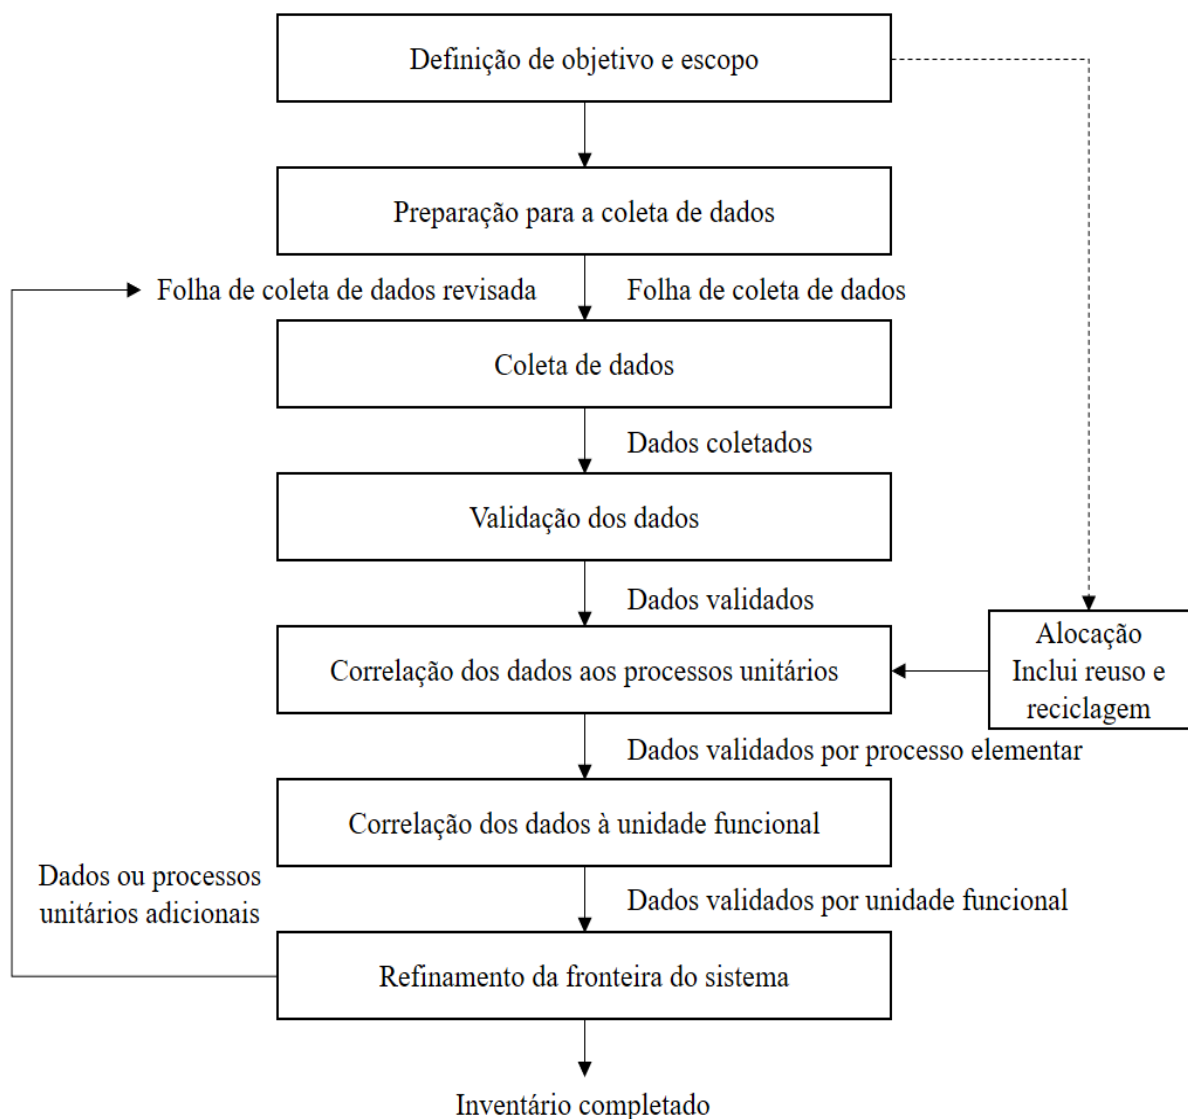 Definição de objetivo e escopo
Preparação para a coleta de dados
Folha de coleta de dados revisada
Folha de coleta de dados
Coleta de dados
Dados coletados
Validação dos dados
Dados validados
Alocação
Inclui reuso e
reciclagem
Correlação dos dados aos processos unitários
Dados validados por processo elementar
Correlação dos dados à unidade funcional
Dados ou processos
unitários adicionais
Dados validados por unidade funcional
Refinamento da fronteira do sistema
Inventário completado